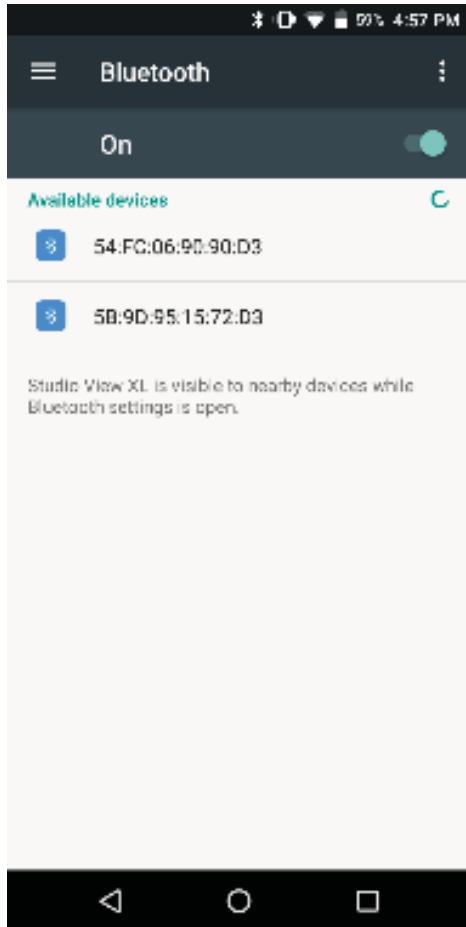 59% 4:57 PM
Bluetooth
On
Available devices
54:FC:06:90:90:D3
5B:9D:95:15:72:D3
Studio View XL is visible to nearby devices while
Bluetooth settings is open.